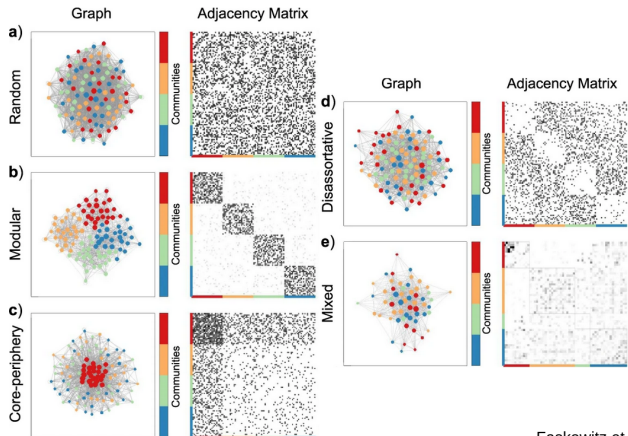 Graph
Adjacency Matrix
a)
Random
Communities
b)
Modular
Communities
c)
Core-periphery
Communities
Graph
Adjacency Matrix
d)
Disassortative
Communities
e)
Mixed
Communities